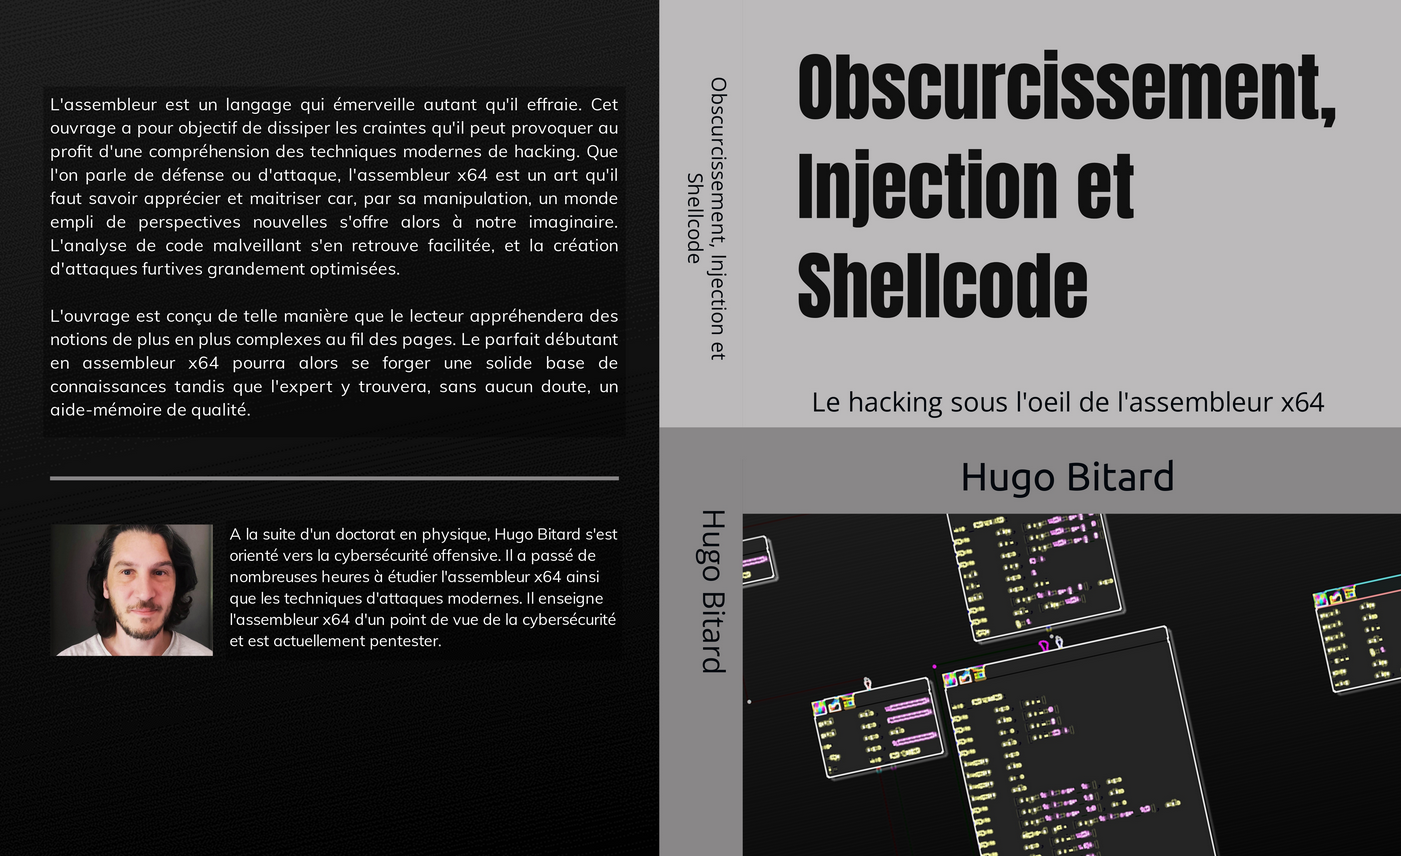 L'assembleur est un langage qui émerveille autant qu'il effraie. Cet
ouvrage a pour objectif de dissiper les craintes qu'il peut provoquer au
profit d'une compréhension des techniques modernes de hacking. Que
l'on parle de défense ou d'attaque, l'assembleur x64 est un art qu'il
faut savoir apprécier et maitriser car, par sa manipulation, un monde
empli de perspectives nouvelles s'offre alors à notre imaginaire.
L'analyse de code malveillant s'en retrouve facilitée, et la création
d'attaques furtives grandement optimisées.
L'ouvrage est conçu de telle manière que le lecteur appréhendera des
notions de plus en plus complexes au fil des pages. Le parfait débutant
en assembleur x64 pourra alors se forger une solide base de
connaissances tandis que l'expert y trouvera, sans aucun doute, un
aide-mémoire de qualité.
A la suite d'un doctorat en physique, Hugo Bitard s'est
orienté vers la cybersécurité offensive. Il a passé de
nombreuses heures à étudier l'assembleur x64 ainsi
que les techniques d'attaques modernes. Il enseigne
l'assembleur x64 d'un point de vue de la cybersécurité
et est actuellement pentester.
Obscurcissement, Injection et
Shellcode
Hugo Bitard
Obscurcissement,
Injection et
Shellcode
Le hacking sous l'oeil de l'assembleur x64
Hugo Bitard